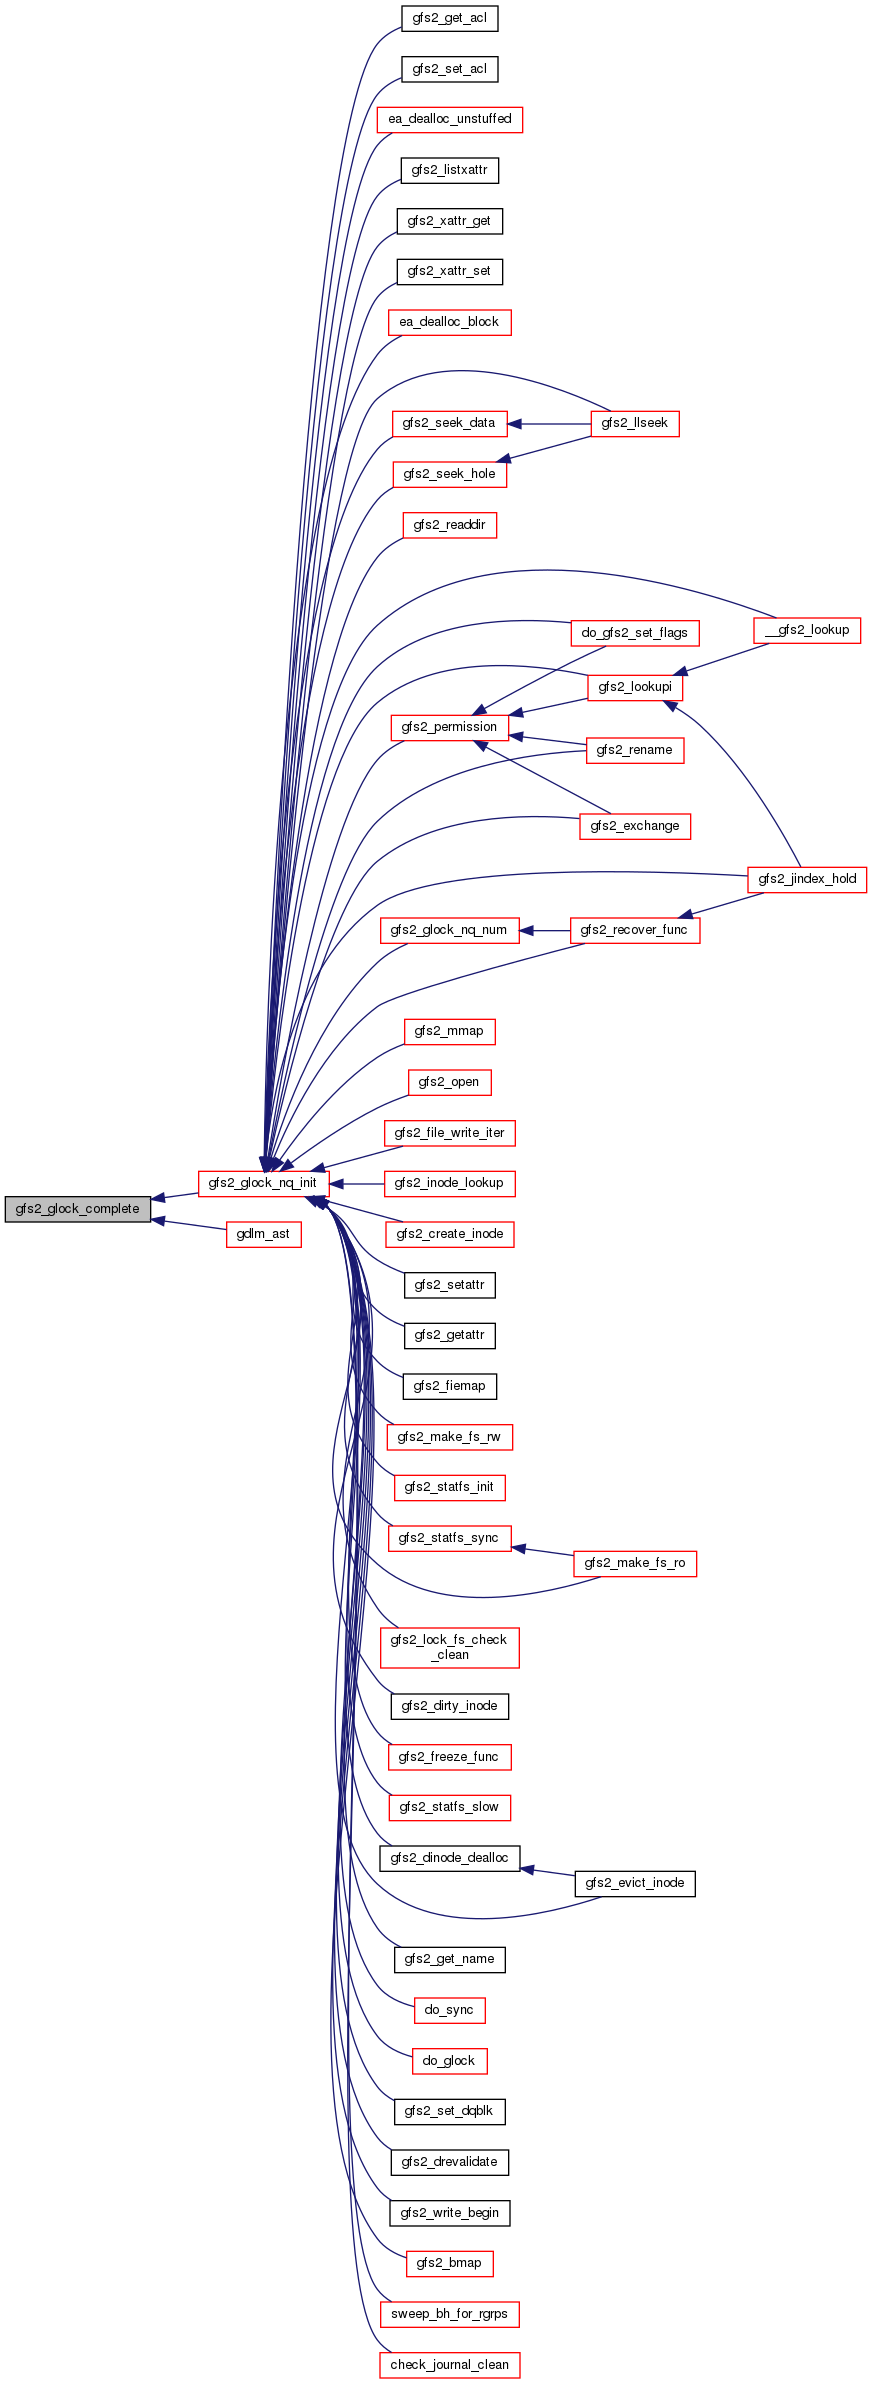 gfs2_get_acl
gfs2_set_acl
ea_dealloc_unstuffed
gfs2_listxattr
gfs2_xattr_get
gfs2_xattr_set
ea_dealloc_block
gfs2_seek_data
gfs2_llseek
gfs2_seek_hole
gfs2_readdir
do_gfs2_set_flags
__gfs2_lookup
gfs2_lookupi
gfs2_permission
gfs2_rename
gfs2_exchange
gfs2_jindex_hold
gfs2_glock_nq_num
gfs2_recover_func
gfs2_mmap
gfs2_open
gfs2_file_write_iter
gfs2_glock_nq_init
gfs2_inode_lookup
gfs2_glock_complete
gdlm_ast
gfs2_create_inode
gfs2_setattr
gfs2_getattr
gfs2_fiemap
gfs2_make_fs_rw
gfs2_statfs_init
gfs2_statfs_sync
gfs2_make_fs_ro
gfs2_lock_fs_check
_clean
gfs2_dirty_inode
gfs2_freeze_func
gfs2_statfs_slow
gfs2_dinode_dealloc
gfs2_evict_inode
gfs2_get_name
do_sync
do_glock
gfs2_set_dqblk
gfs2_drevalidate
gfs2_write_begin
gfs2_bmap
sweep_bh_for_rgrps
check_journal_clean